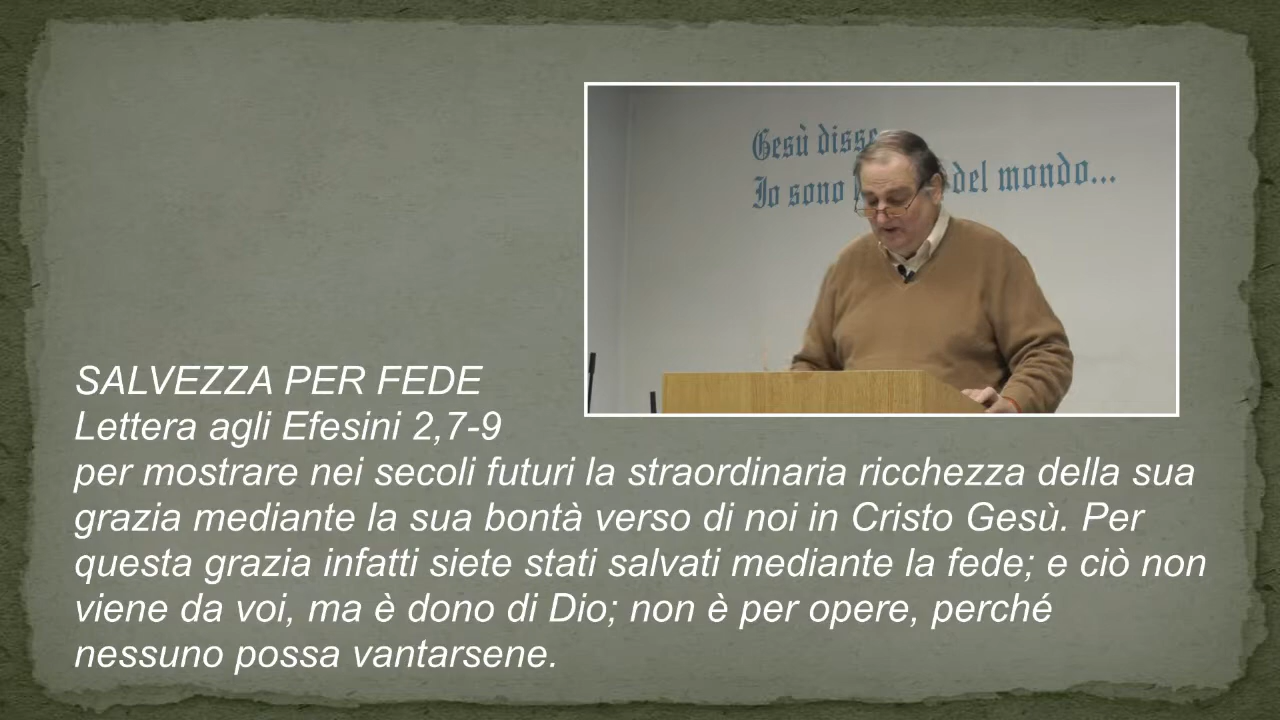 Gesù disse
Io sono del mondo...
SALVEZZA PER FEDE
Lettera agli Efesini 2,7-9
per mostrare nei secoli futuri la straordinaria ricchezza della sua
grazia mediante la sua bontà verso di noi in Cristo Gesù. Per
questa grazia infatti siete stati salvati mediante la fede; e ciò non
viene da voi, ma è dono di Dio; non è per opere, perché
nessuno possa vantarsene.